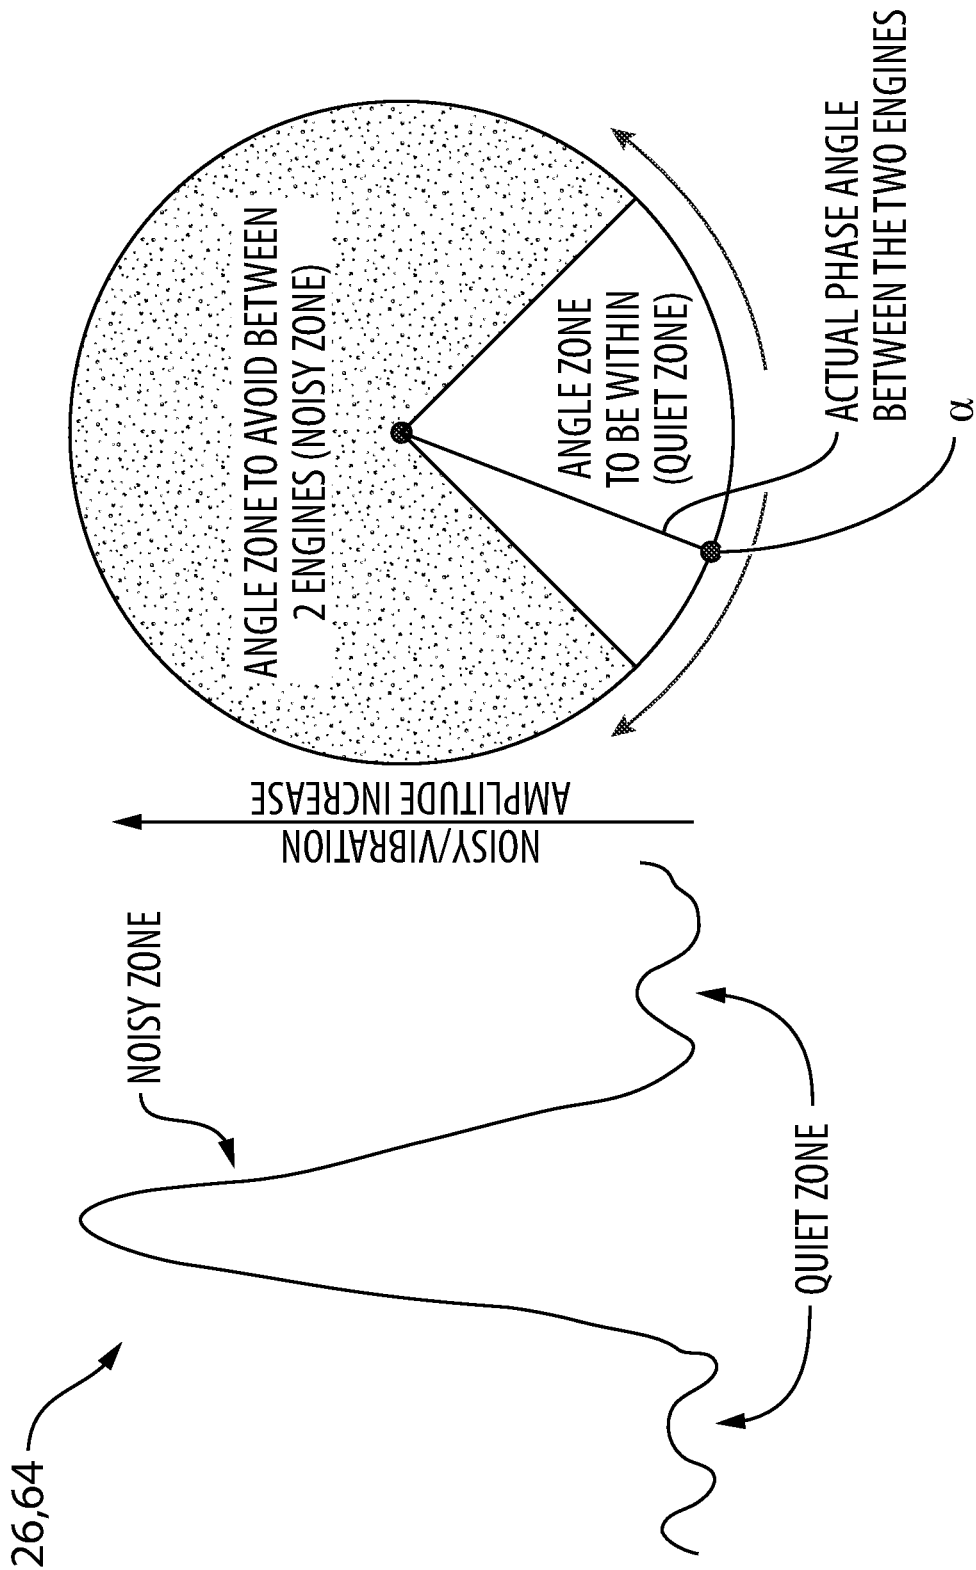 26,64
NOISY ZONE
QUIET ZONE
NOISY/VIBRATION
AMPLITUDE INCREASE
ANGLE ZONE TO AVOID BETWEEN
2 ENGINES (NOISY ZONE)
ANGLE ZONE
TO BE WITHIN
(QUIET ZONE)
ACTUAL PHASE ANGLE
BETWEEN THE TWO ENGINES
α